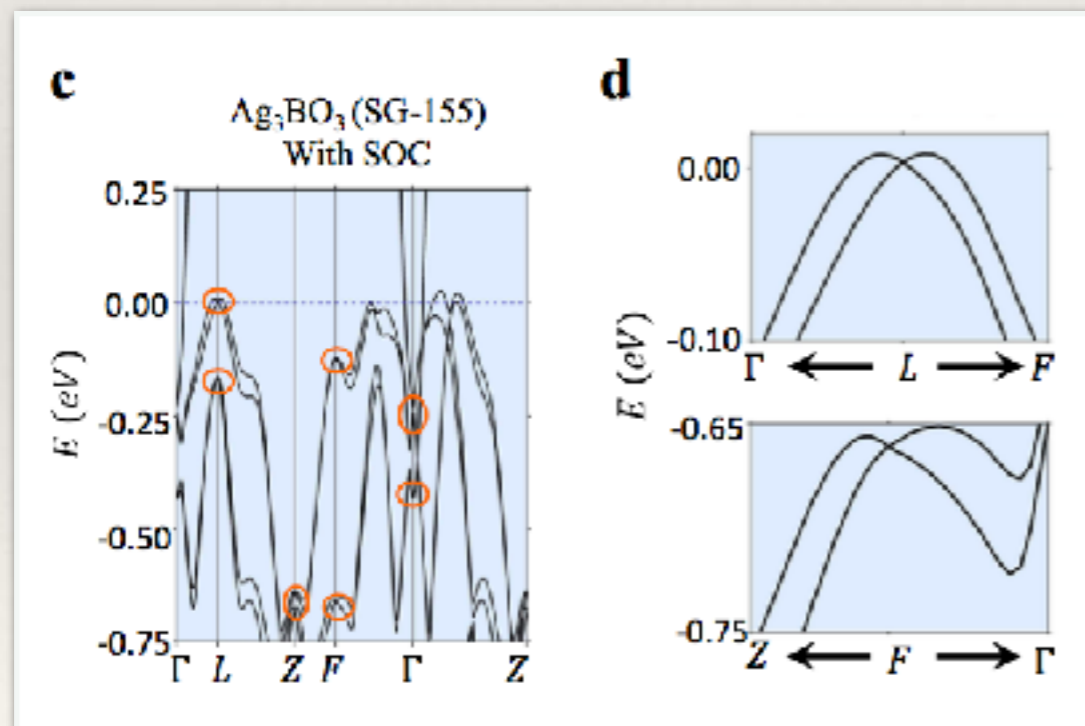 c
Ag₃BO₃ (SG-155)
With SOC
E (eV)
0.25
0.00
-0.25
-0.50
-0.75
Γ L Z F Γ Z
d
E (eV)
0.00
-0.10
Γ L F
-0.65
-0.75
Z F Γ